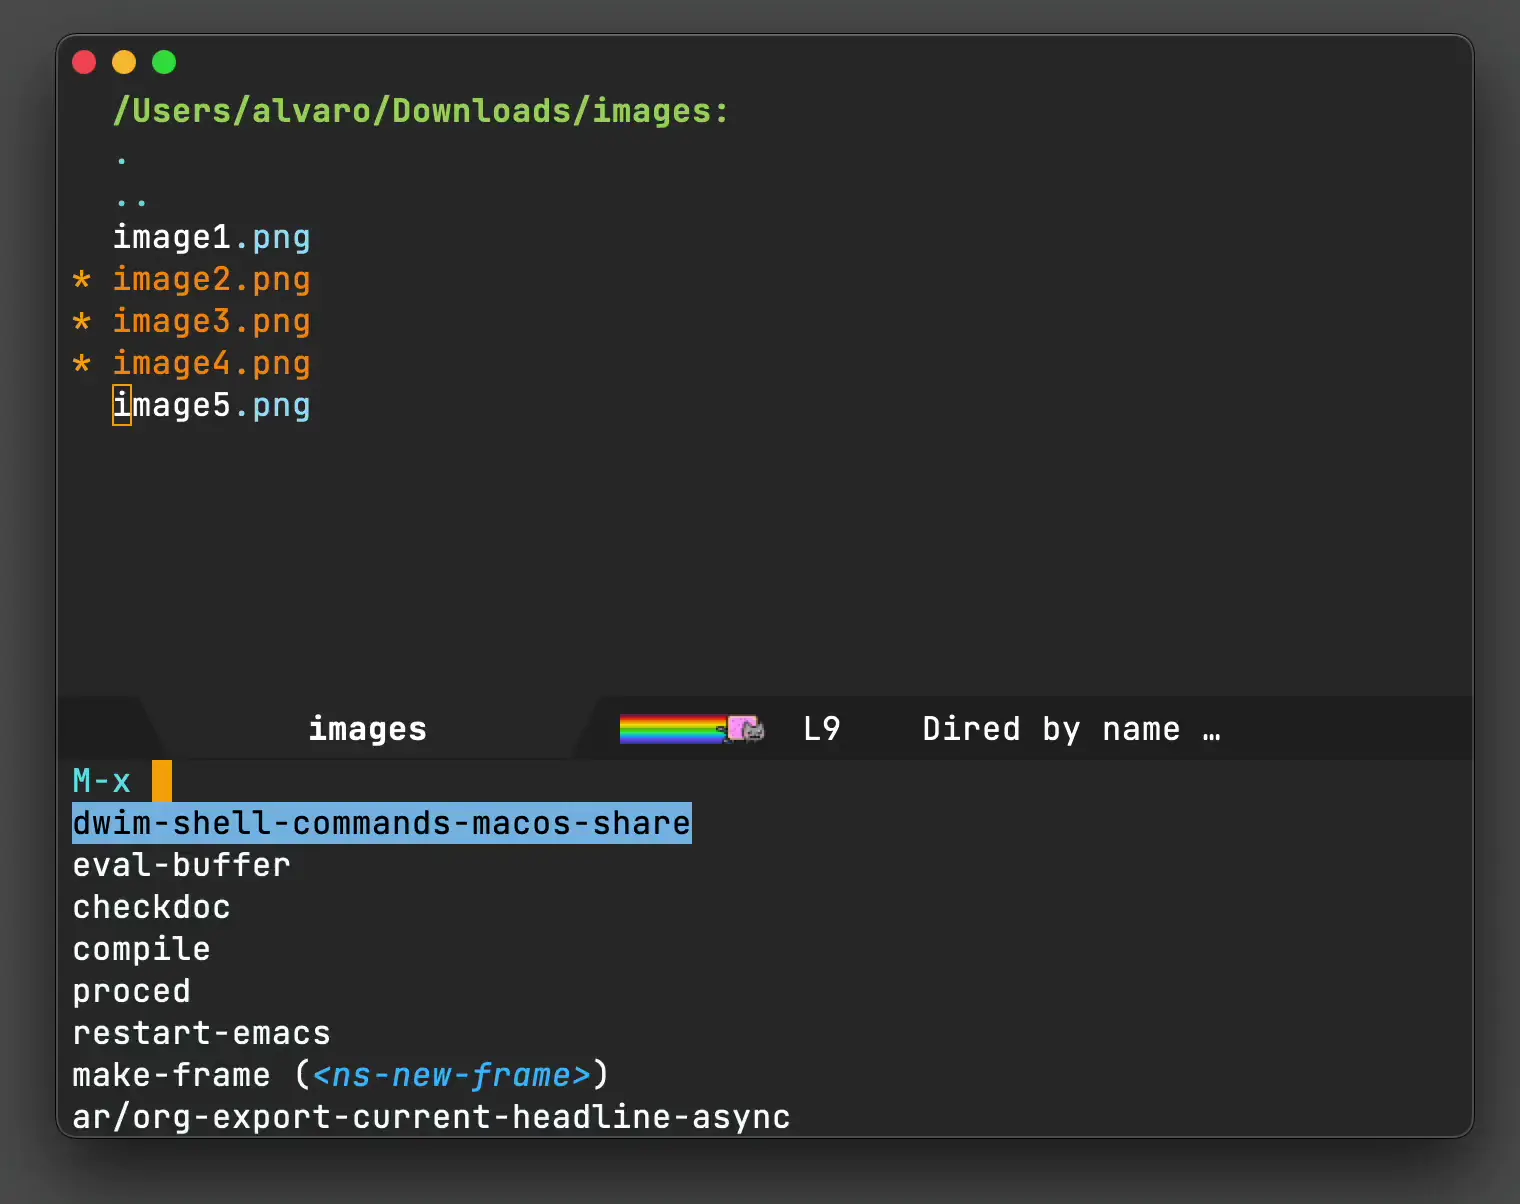 /Users/alvaro/Downloads/images:
.
..
image1.png
* image2.png
* image3.png
* image4.png
image5.png
images L9 Dired by name …
M-x
dwim-shell-commands-macos-share
eval-buffer
checkdoc
compile
proced
restart-emacs
make-frame (<ns-new-frame>)
ar/org-export-current-headline-async